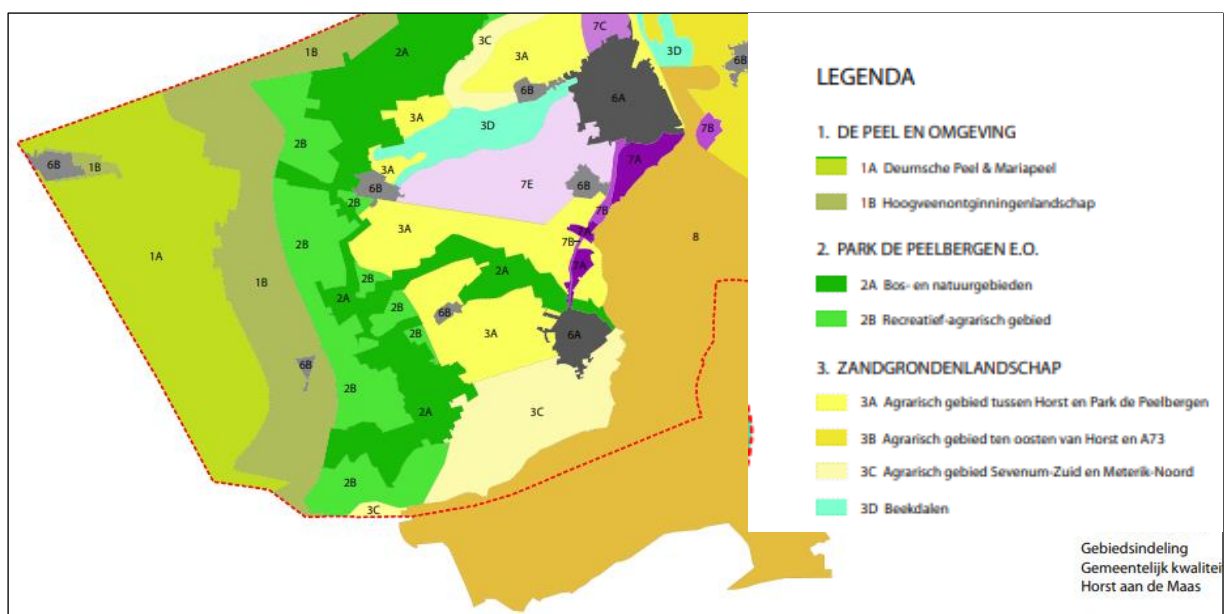 7C
1B
2A
3C
3A
3D
6B
6B
6A
3A
3D
7B
2B
7A
6B
1B
3A
7E
6B
6B
2B
7B
3A
7A
8
2B
7B
1A
2A
7A
2B
1B
2A
2B
6B
3A
6A
2B
6B
2B
3C
2A
2B
3C
LEGENDA
1. DE PEEL EN OMGEVING
1A Deurnsche Peel & Mariapeel
1B Hoogveenontginningenlandschap
2. PARK DE PEELBERGEN E.O.
2A Bos- en natuurgebieden
2B Recreatief-agrarisch gebied
3. ZANDGRONDENLANDSCHAP
3A Agrarisch gebied tussen Horst en Park de Peelbergen
3B Agrarisch gebied ten oosten van Horst en A73
3C Agrarisch gebied Sevenum-Zuid en Meterik-Noord
3D Beekdalen
Gebiedsindeling
Gemeentelijk kwalitei
Horst aan de Maas